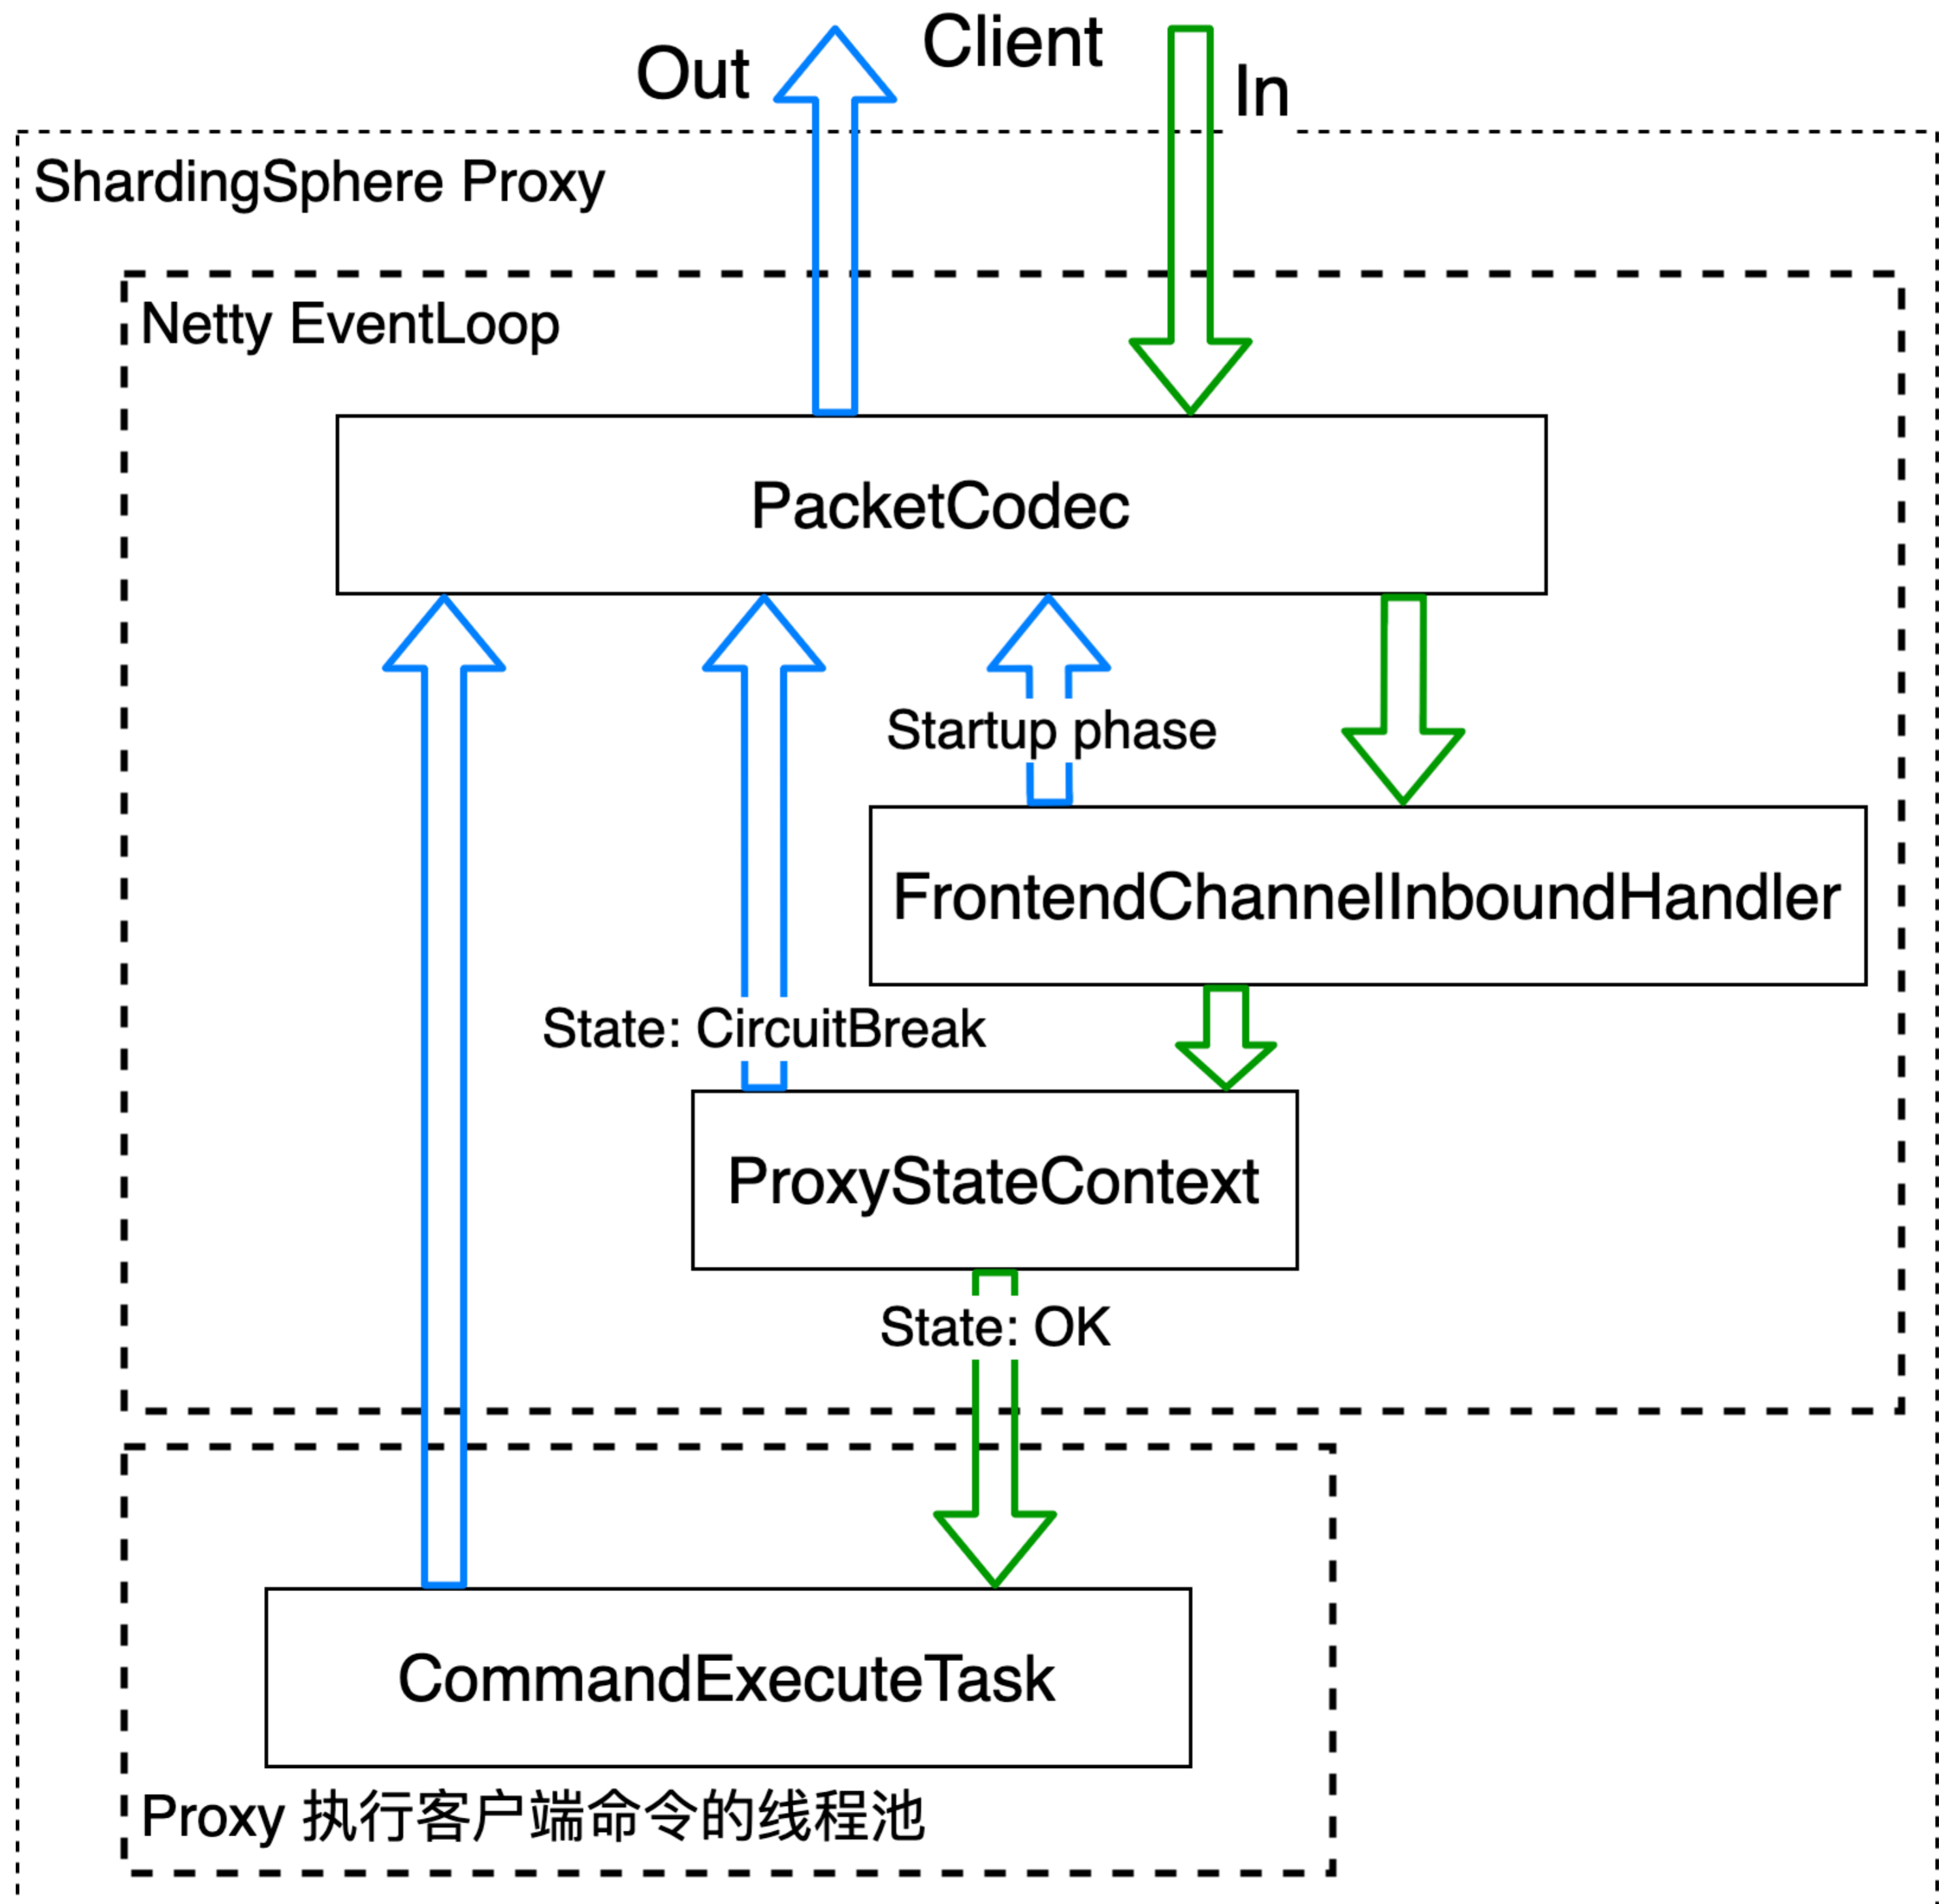 Client
Out
In
ShardingSphere Proxy
Netty EventLoop
PacketCodec
Startup phase
FrontendChannelInboundHandler
State: CircuitBreak
ProxyStateContext
State: OK
CommandExecuteTask
Proxy 执行客户端命令的线程池